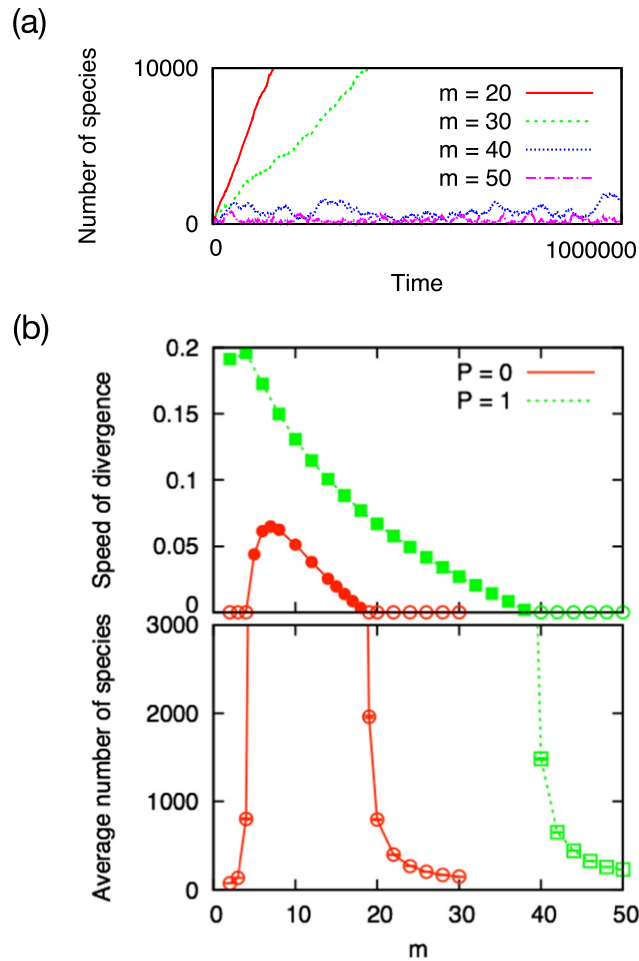 (a)
Number of species
10000
0
m = 20
m = 30
m = 40
m = 50
0
1000000
Time
(b)
Speed of divergence
0.2
0.15
0.1
0.05
0
P = 0
P = 1
Average number of species
3000
2000
1000
0
0
10
20
30
40
50
m